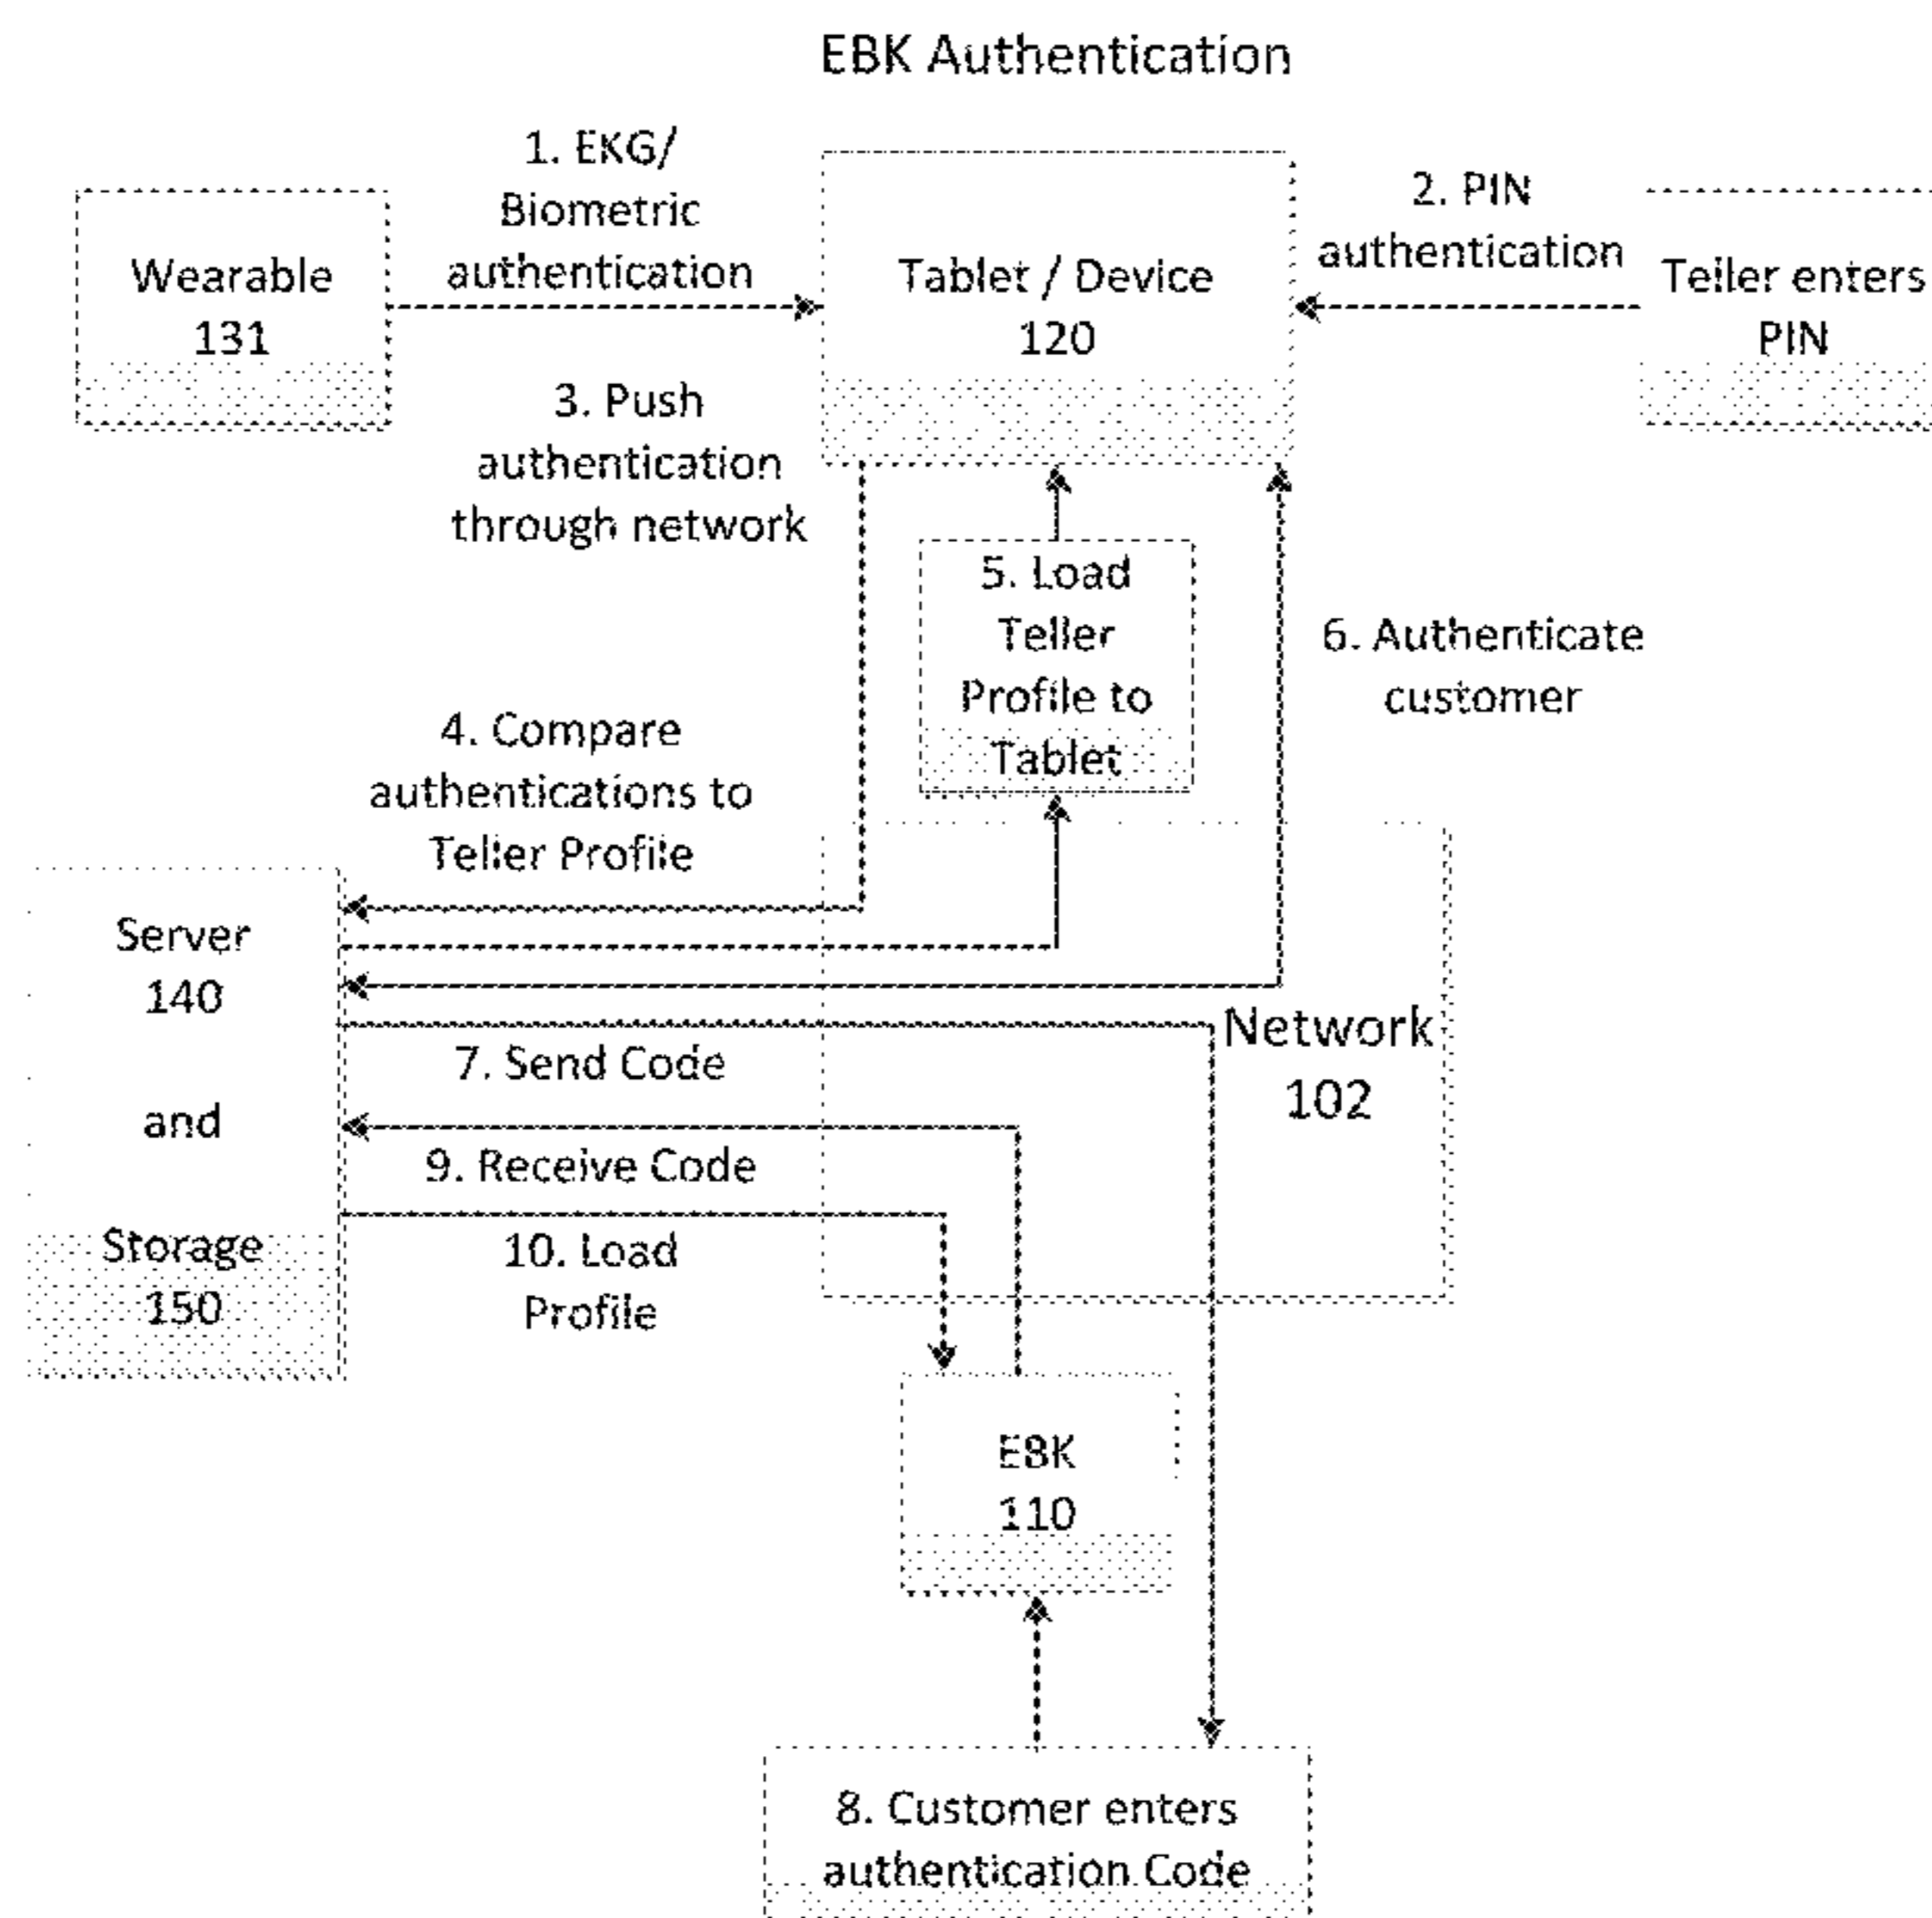 EBK Authentication
1. EKG/
Biometric
authentication
2. PIN
authentication
Wearable
131
Tablet / Device
120
Teller enters
PIN
3. Push
authentication
through network
5. Load
Teller
Profile to
Tablet
6. Authenticate
customer
4. Compare
authentications to
Teller Profile
Server
140
and
Storage
150
Network
102
7. Send Code
9. Receive Code
10. Load
Profile
EBK
110
8. Customer enters
authentication Code